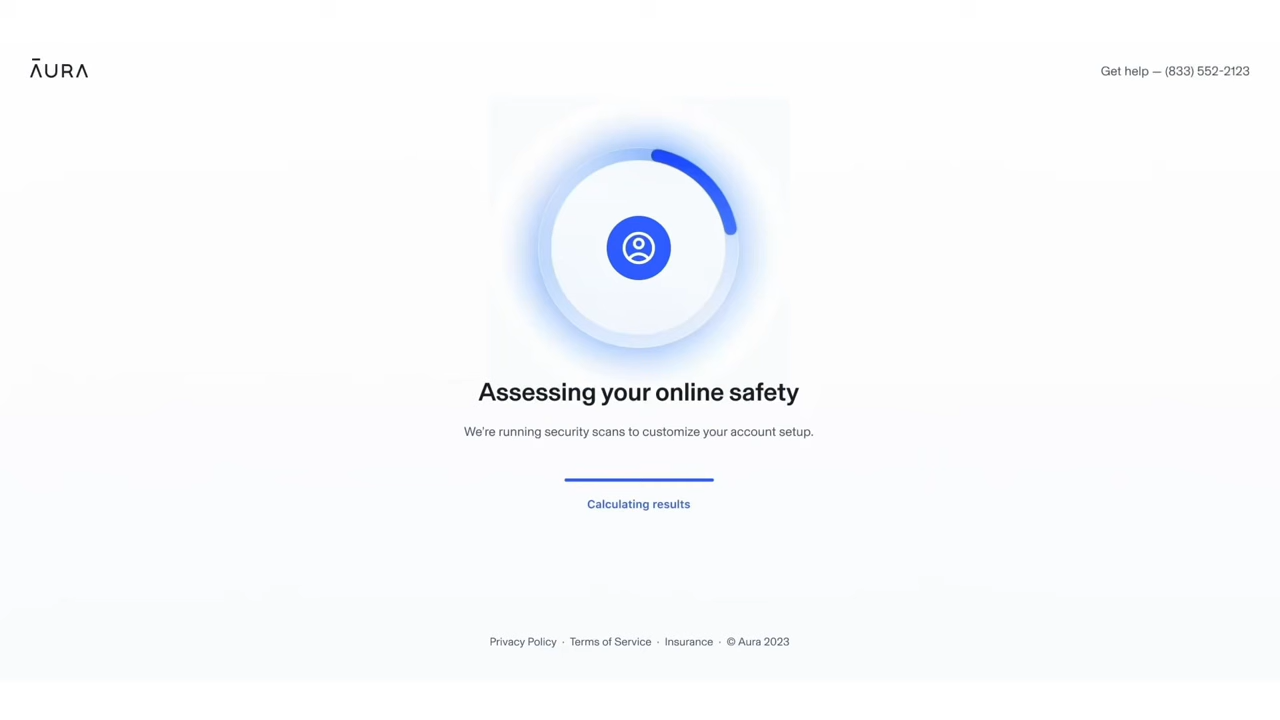 ĀURA
Get help — (833) 552-2123
Assessing your online safety
We're running security scans to customize your account setup.
Calculating results
Privacy Policy · Terms of Service · Insurance · © Aura 2023